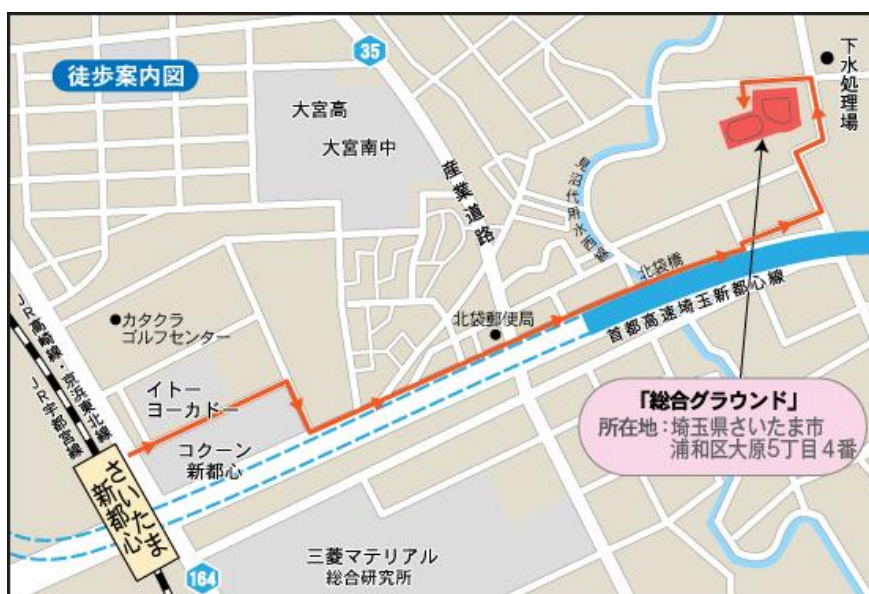 徒歩案内図
35
下水処理場
大宮高
大宮南中
産業道路
見沼代用水西縁
北袋橋
首都高速埼玉新都心線
北袋郵便局
カタクラ
ゴルフセンター
JR高崎線・京浜東北線
JR宇都宮線
イトー
ヨーカドー
コクーン
新都心
さいたま
新都心
164
三菱マテリアル
総合研究所
「総合グラウンド」
所在地:埼玉県さいたま市
浦和区大原5丁目4番